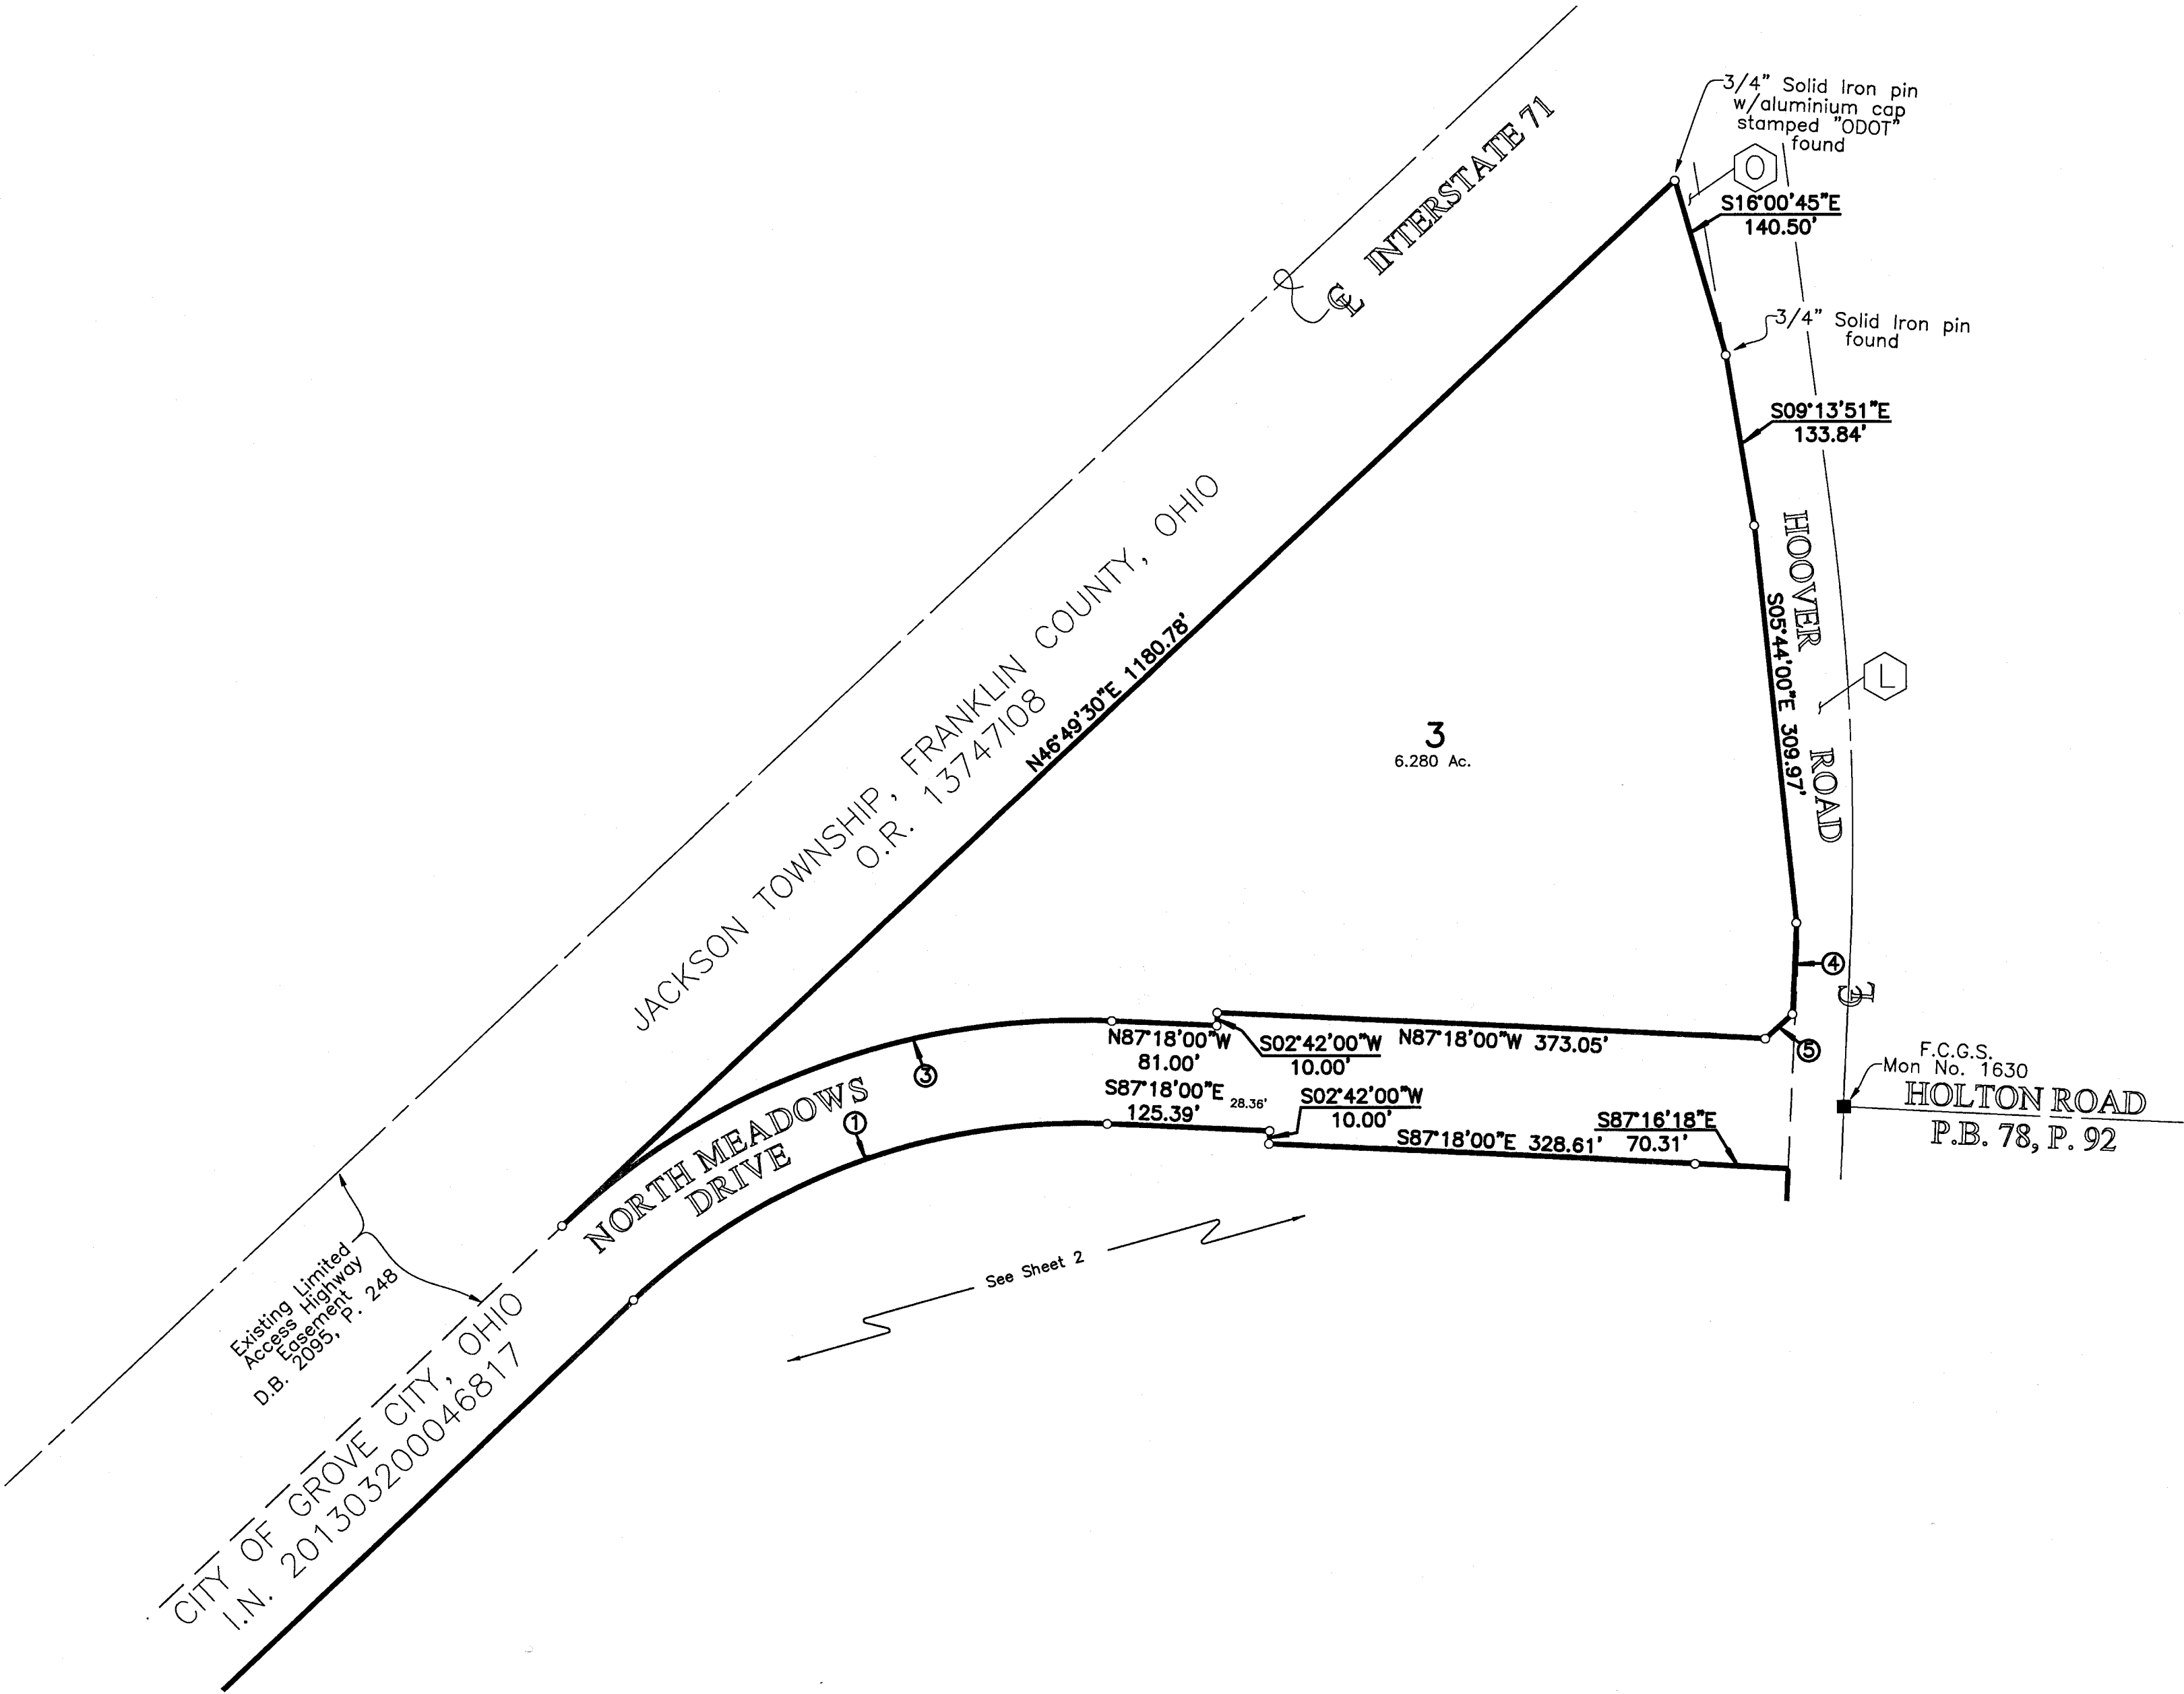 3/4" Solid Iron pin
w/aluminium cap
stamped "ODOT"
found
O
S16°00'45"E
140.50'
℄ INTERSTATE 71
3/4" Solid Iron pin
found
S09°13'51"E
133.84'
HOOVER ROAD
S05°44'00"E 309.97'
L
JACKSON TOWNSHIP, FRANKLIN COUNTY, OHIO
O.R. 13747I08
N46°49'30"E 1180.78'
3
6.280 Ac.
4
℄
5
N87°18'00"W
81.00'
S02°42'00"W
10.00'
N87°18'00"W 373.05'
3
F.C.G.S.
Mon No. 1630
HOLTON ROAD
P.B. 78, P. 92
S87°18'00"E
125.39'
28.36'
S02°42'00"W
10.00'
S87°16'18"E
70.31'
S87°18'00"E 328.61'
1
NORTH MEADOWS
DRIVE
See Sheet 2
Existing Limited
Access Highway
Easement
D.B. 2095, P. 248
CITY OF GROVE CITY, OHIO
I.N. 201303200046817